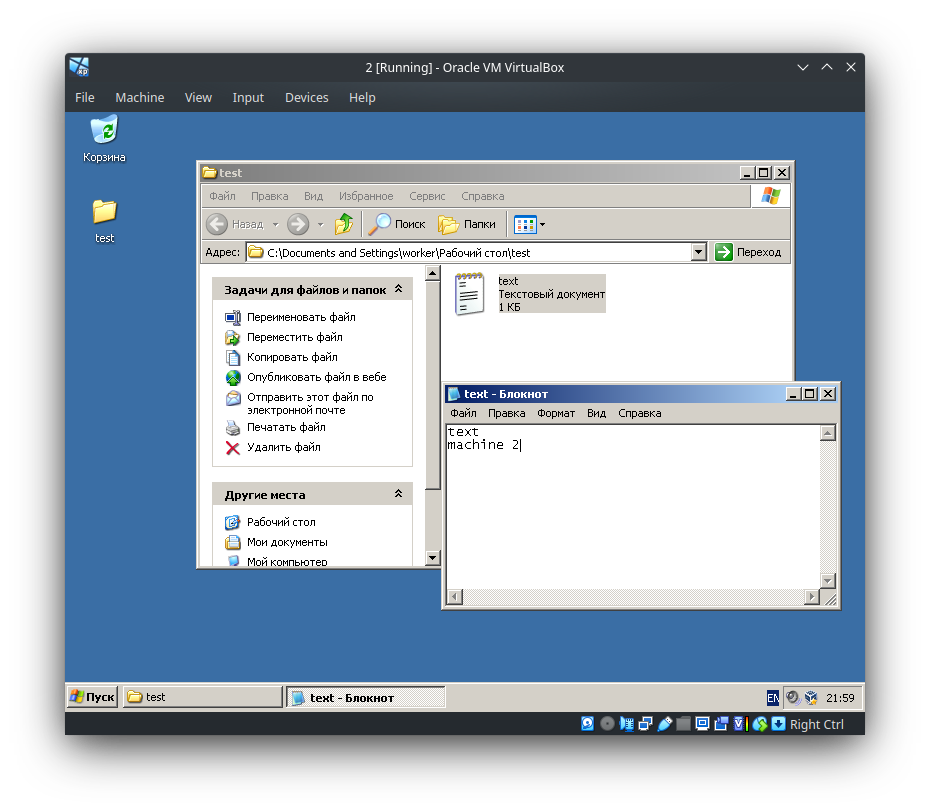 2 [Running] - Oracle VM VirtualBox
File Machine View Input Devices Help
Корзина
test
test
Файл Правка Вид Избранное Сервис Справка
Назад Поиск Папки
Адрес: C:\Documents and Settings\worker\Рабочий стол\test Переход
Задачи для файлов и папок
Переименовать файл
Переместить файл
Копировать файл
Опубликовать файл в вебе
Отправить этот файл по
электронной почте
Печатать файл
Удалить файл
Другие места
Рабочий стол
Мои документы
Мой компьютер
text
Текстовый документ
1 КБ
text - Блокнот
Файл Правка Формат Вид Справка
text
machine 2
Пуск test text - Блокнот EN 21:59
Right Ctrl